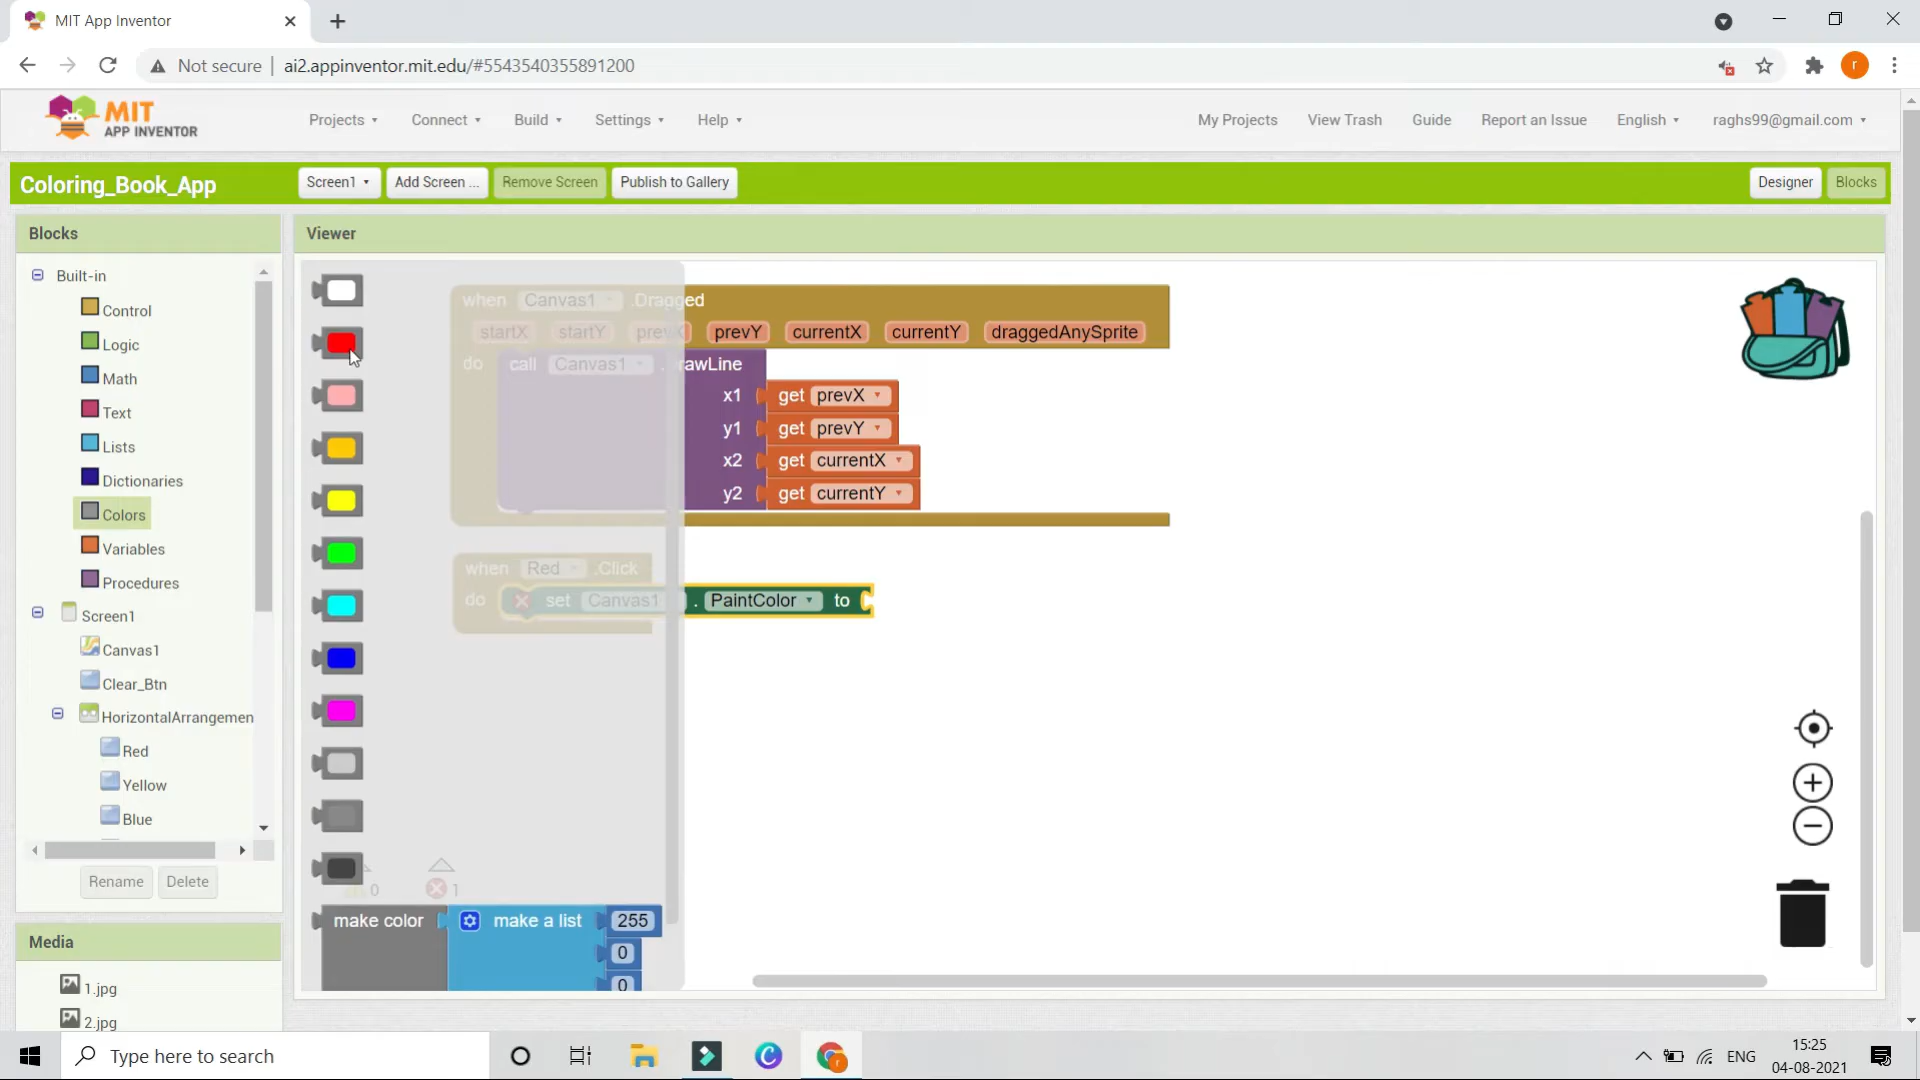 MIT App Inventor
Not secure
ai2.appinventor.mit.edu/#5543540355891200
r
MIT
APP INVENTOR
Projects
Connect
Build
Settings
Help
My Projects
View Trash
Guide
Report an Issue
English
raghs99@gmail.com
Coloring_Book_App
Screen1
Add Screen ...
Remove Screen
Publish to Gallery
Designer
Blocks
Blocks
Viewer
Built-in
Control
Logic
Math
Text
Lists
Dictionaries
Colors
Variables
Procedures
Screen1
Canvas1
Clear_Btn
HorizontalArrangemen
Red
Yellow
Blue
Rename
Delete
Media
1.jpg
2.jpg
when Canvas1 .Dragged
startX startY prevX prevY currentX currentY draggedAnySprite
do call Canvas1 .rawLine
x1 get prevX
y1 get prevY
x2 get currentX
y2 get currentY
when Red .Click
do set Canvas1 . PaintColor to
0
1
make color make a list 255
0
0
Type here to search
r
ENG
15:25
04-08-2021